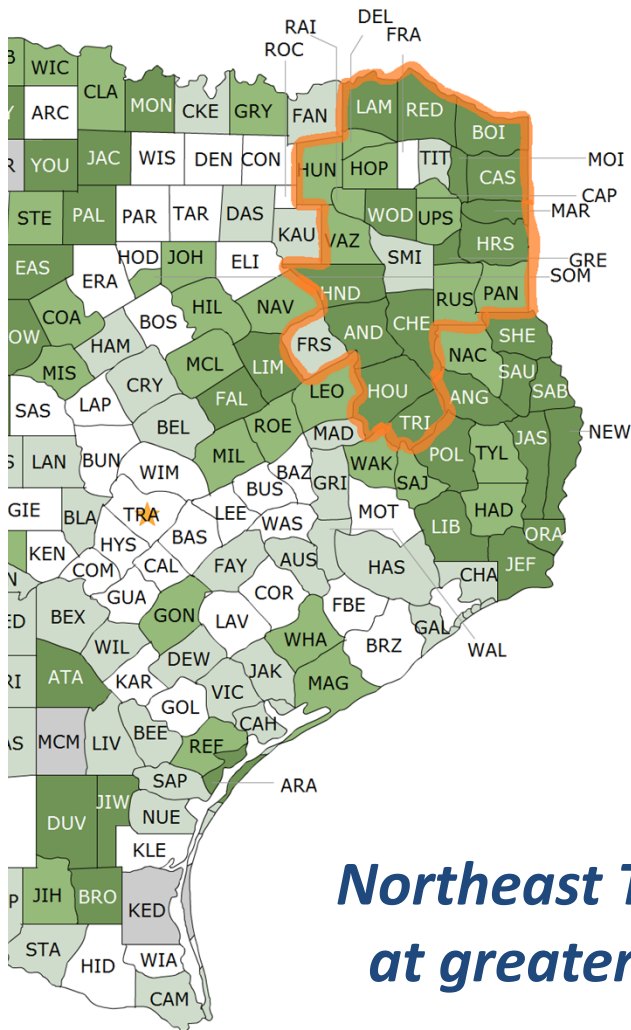 DEL
RAI
FRA
ROC
B
WIC
CLA
MON
CKE
GRY
FAN
LAM
RED
BOI
Y
ARC
R
YOU
JAC
WIS
DEN
CON
HUN
HOP
TIT
CAS
MOI
CAP
MAR
STE
PAL
PAR
TAR
DAS
KAU
VAZ
WOD
UPS
HRS
GRE
SOM
EAS
ERA
HOD
JOH
ELI
HND
SMI
RUS
PAN
COA
BOS
HIL
NAV
AND
CHE
SHE
OW
HAM
MCL
LIM
FRS
NAC
MIS
CRY
FAL
LEO
HOU
ANG
SAU
SAB
SAS
LAP
BEL
ROE
MAD
TRI
JAS
NEW
S
LAN
BUN
MIL
BAZ
GRI
WAK
SAJ
POL
TYL
WIM
BUS
GIE
BLA
TRA
LEE
WAS
MOT
LIB
HAD
ORA
KEN
HYS
BAS
COM
CAL
FAY
AUS
HAS
CHA
JEF
N
GUA
COR
FBE
ED
BEX
GON
LAV
WHA
BRZ
GAL
WAL
WIL
DEW
JAK
RI
ATA
KAR
VIC
MAG
GOL
AS
MCM
LIV
BEE
REF
CAH
SAP
ARA
DUV
JIW
NUE
KLE
P
JIH
BRO
KED
STA
HID
WIA
CAM
Northeast T
at greater